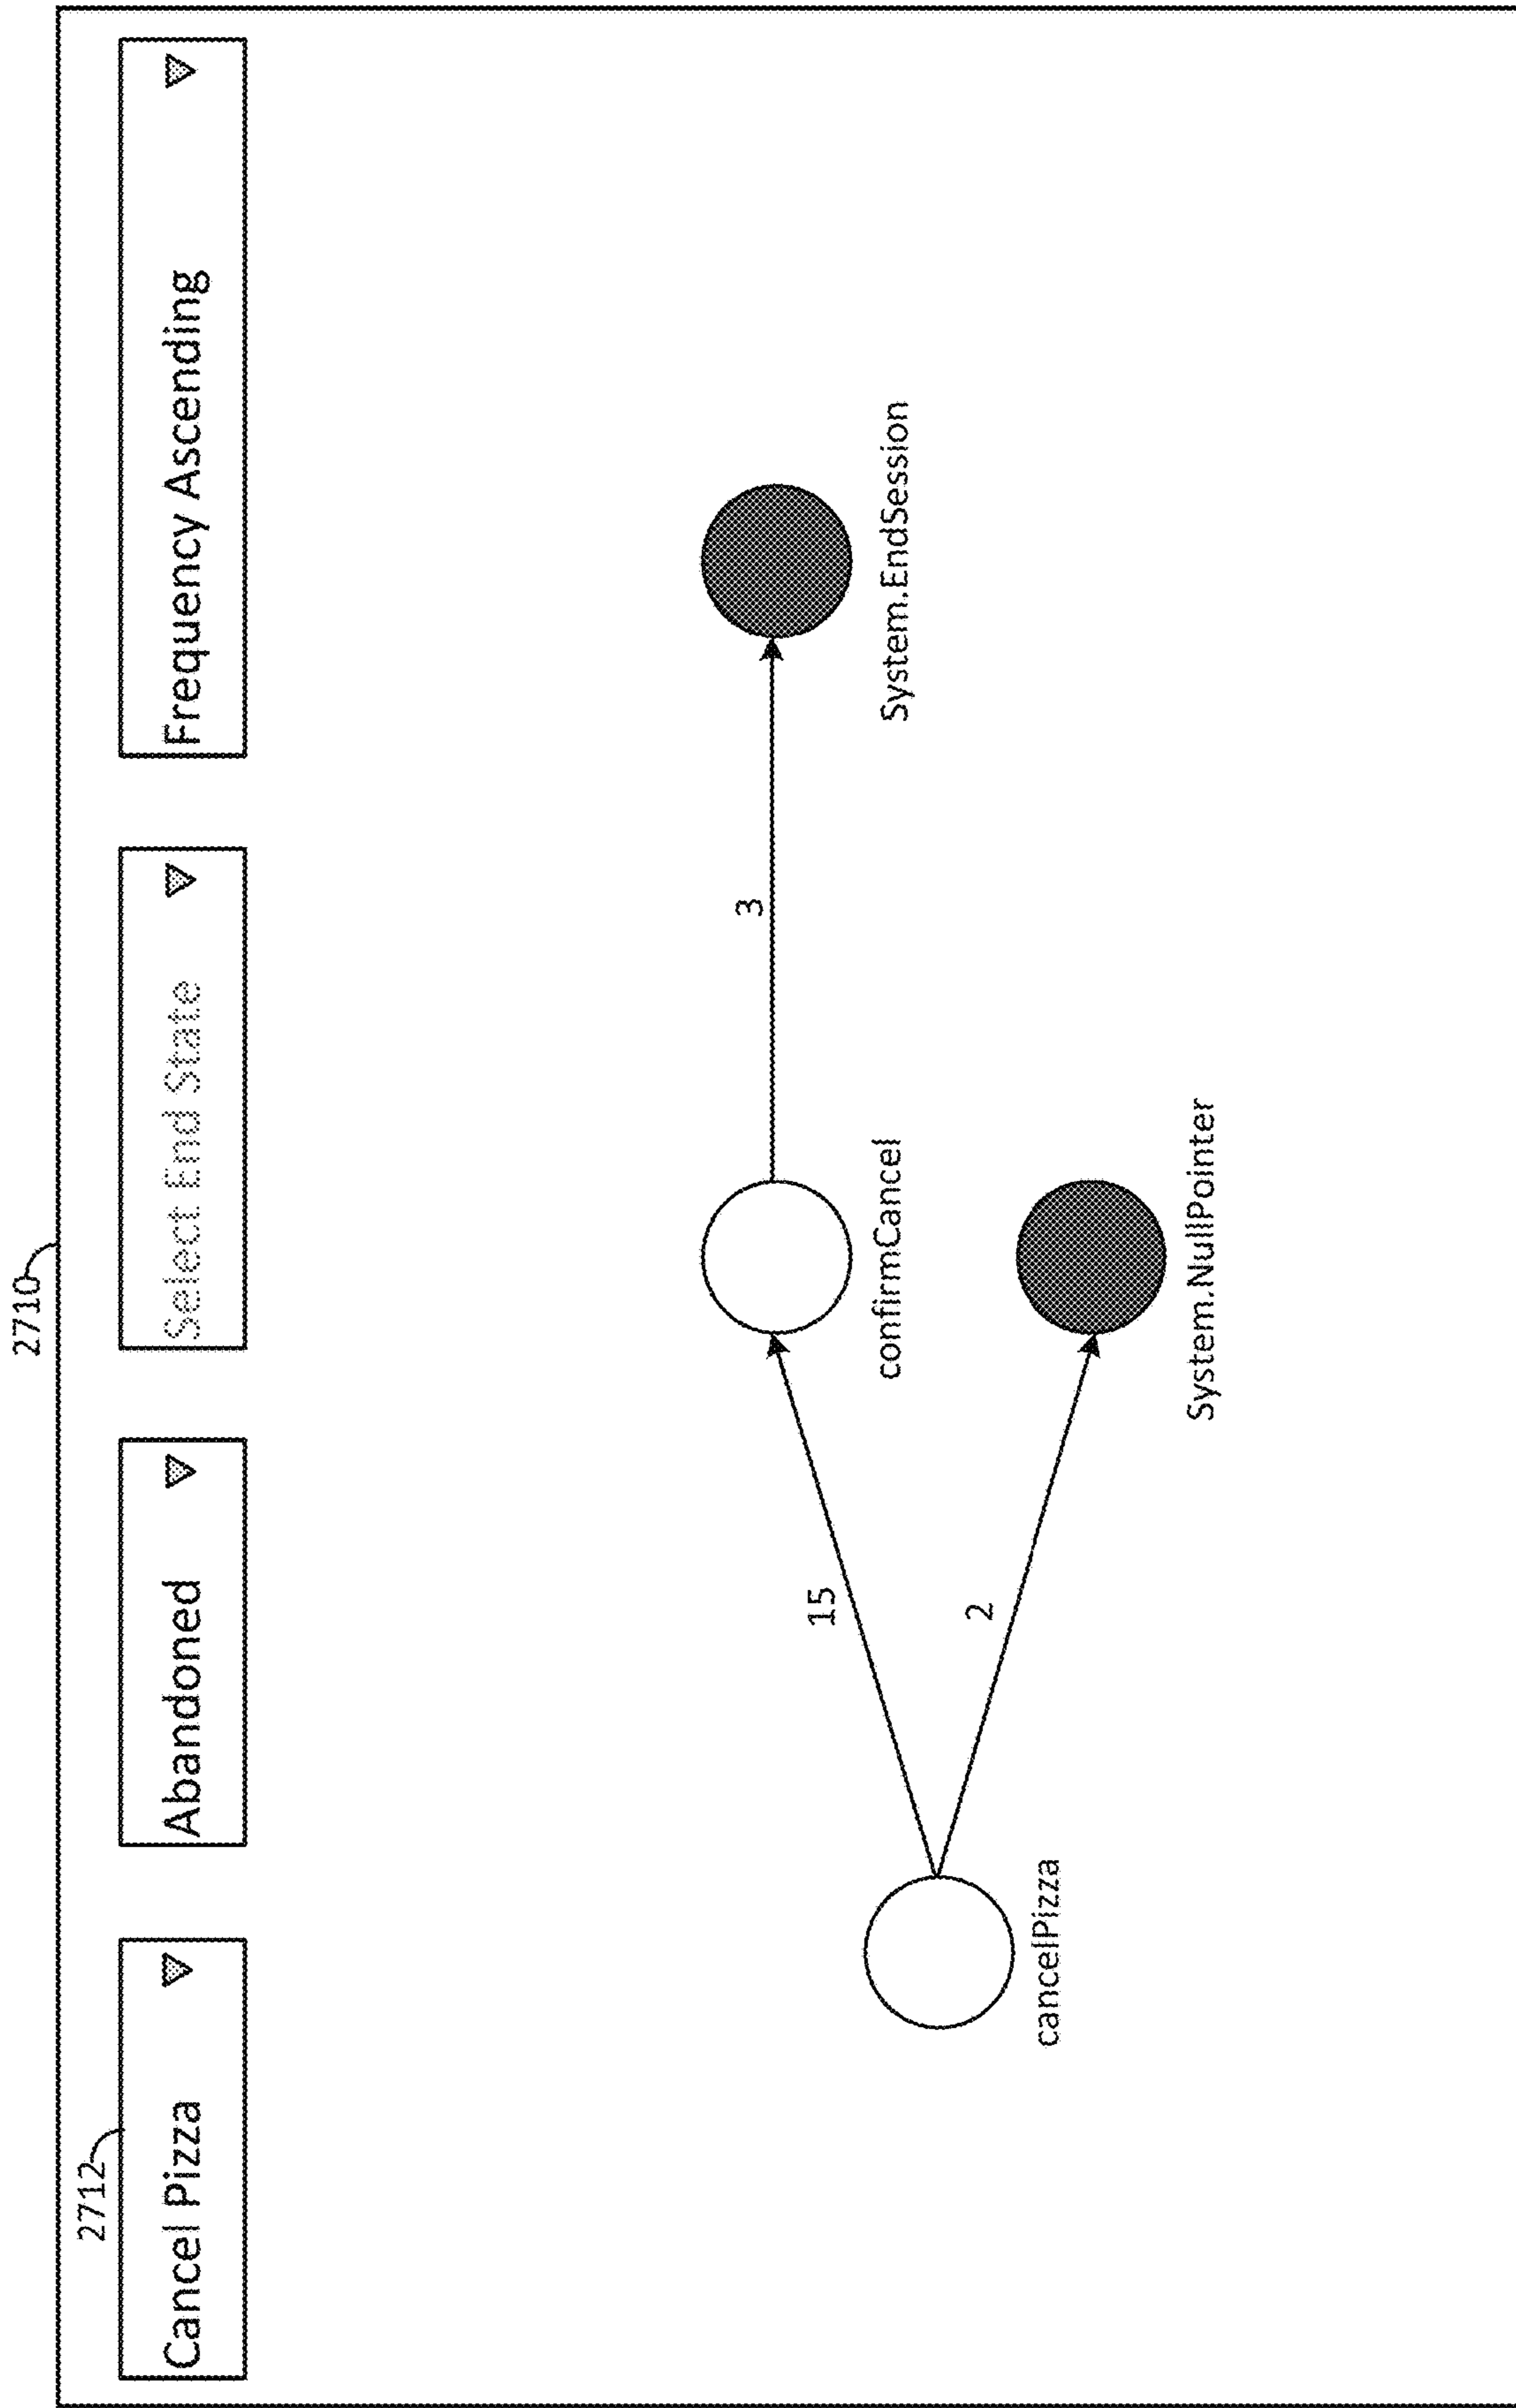 2710
2712
Cancel Pizza
Abandoned
Select End State
Frequency Ascending
15
3
2
confirmCancel
System.EndSession
cancelPizza
System.NullPointer